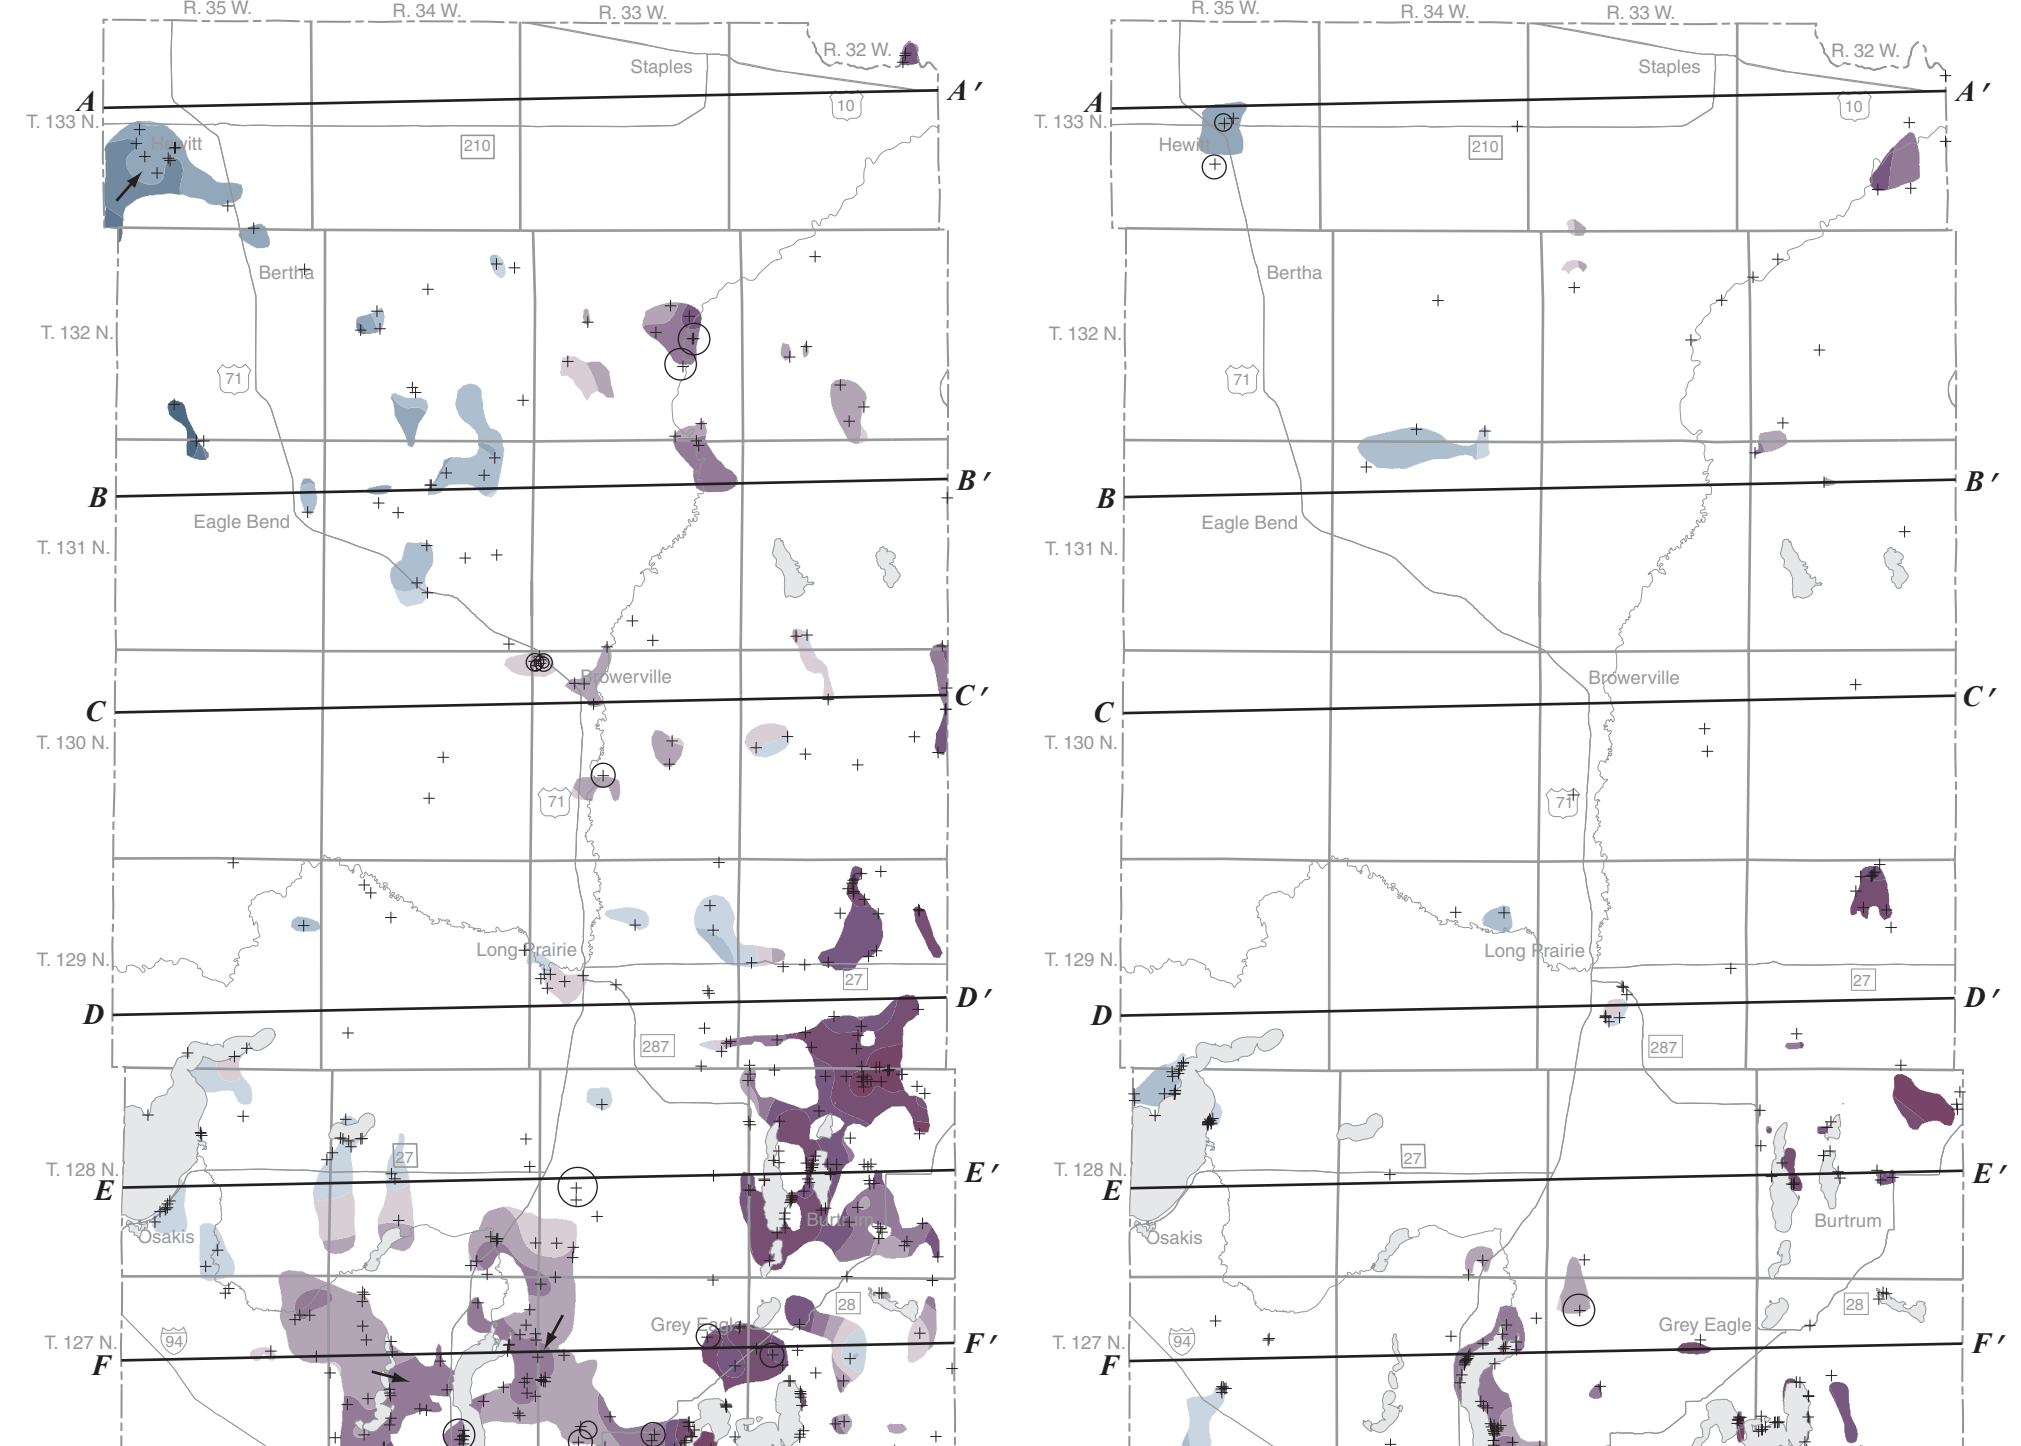 R. 35 W. R. 34 W. R. 33 W.
R. 32 W.
Staples
A A′
10
T. 133 N.
Hewitt
210
Bertha
T. 132 N.
71
B B′
Eagle Bend
T. 131 N.
Browerville
C C′
T. 130 N.
71
Long Prairie
T. 129 N.
27
D D′
287
27
T. 128 N.
E E′
Burtrum
Osakis
28
Grey Eagle
94
T. 127 N.
F F′
R. 35 W. R. 34 W. R. 33 W.
R. 32 W.
Staples
A A′
10
T. 133 N.
Hewitt
210
Bertha
T. 132 N.
71
B B′
Eagle Bend
T. 131 N.
Browerville
C C′
T. 130 N.
71
Long Prairie
T. 129 N.
27
D D′
287
27
T. 128 N.
E E′
Burtrum
Osakis
28
Grey Eagle
94
T. 127 N.
F F′